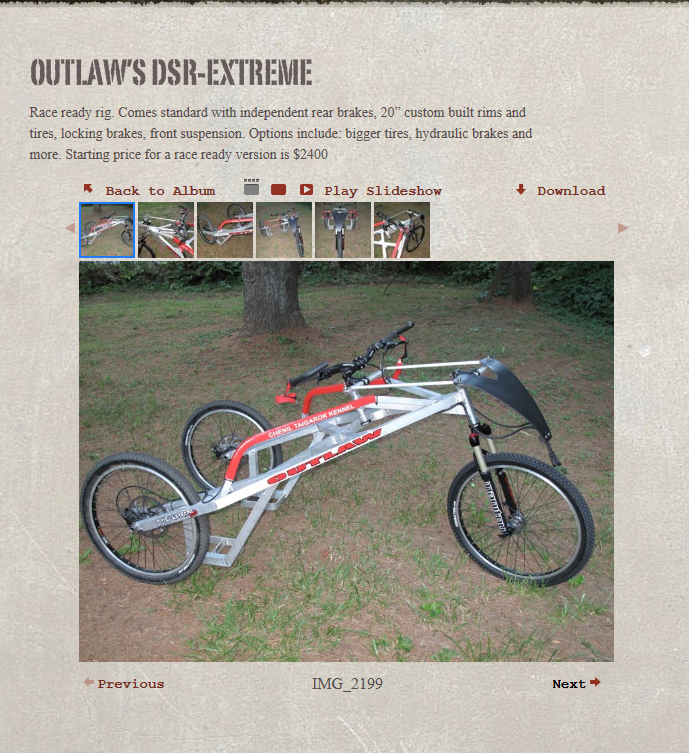 OUTLAW'S DSR-EXTREME
Race ready rig. Comes standard with independent rear brakes, 20” custom built rims and
tires, locking brakes, front suspension. Options include: bigger tires, hydraulic brakes and
more. Starting price for a race ready version is $2400
Back to Album Play Slideshow Download
CHENIL TAIGAROK KENNEL
OUTLAW
Previous IMG_2199 Next